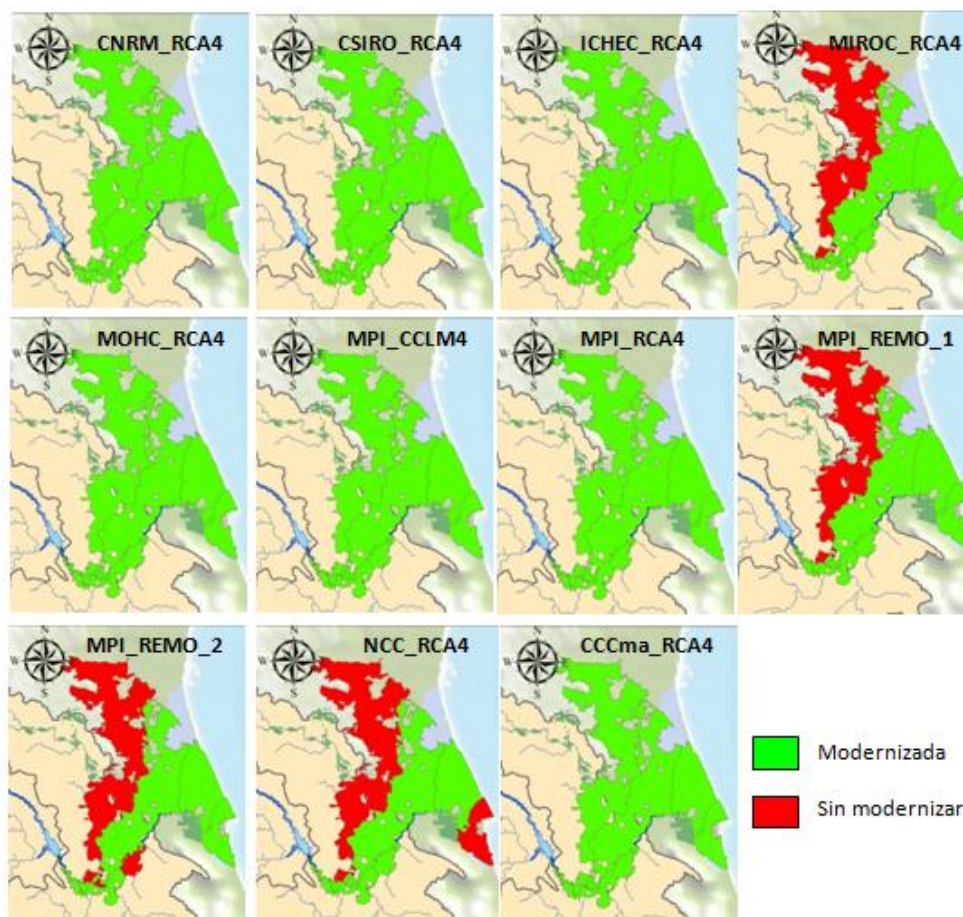 CNRM_RCA4
CSIRO_RCA4
ICHEC_RCA4
MIROC_RCA4
N
W E
S
N
W E
S
N
W E
S
N
W E
S
MOHC_RCA4
MPI_CCLM4
MPI_RCA4
MPI_REMO_1
N
W E
S
N
W E
S
N
W E
S
N
W E
S
MPI_REMO_2
NCC_RCA4
CCCma_RCA4
N
W E
S
N
W E
S
N
W E
S
Modernizada
Sin modernizar